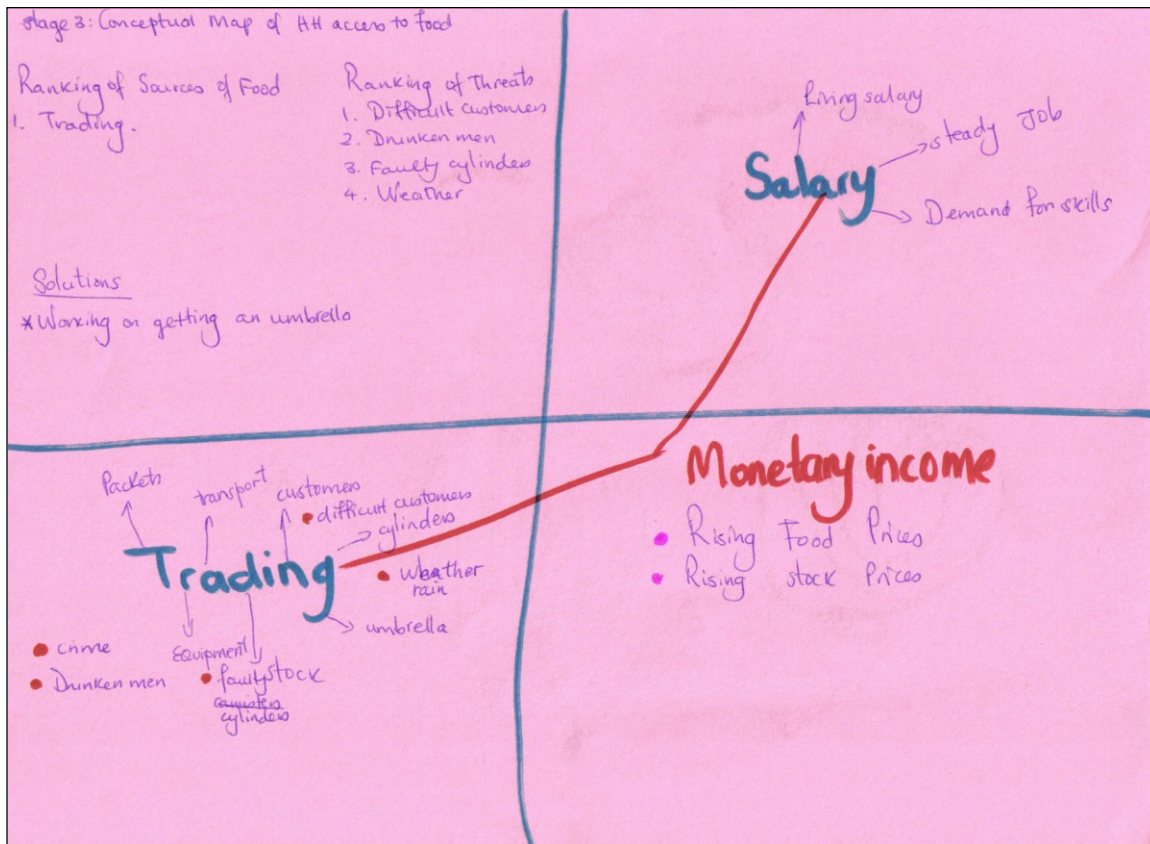 Stage 3: Conceptual Map of HH access to Food
Ranking of Sources of Food
1. Trading.
Ranking of Threats
1. Difficult customers
2. Drunken men
3. Faulty cylinders
4. Weather
Solutions
* Working on getting an umbrella
Living salary
steady Job
Salary
Demand for skills
Packets
transport
customers
difficult customers
cylinders
Trading
weather
rain
umbrella
crime
Drunken men
Equipment
faulty stock
canisters
cylinders
Monetary income
Rising Food Prices
Rising stock Prices